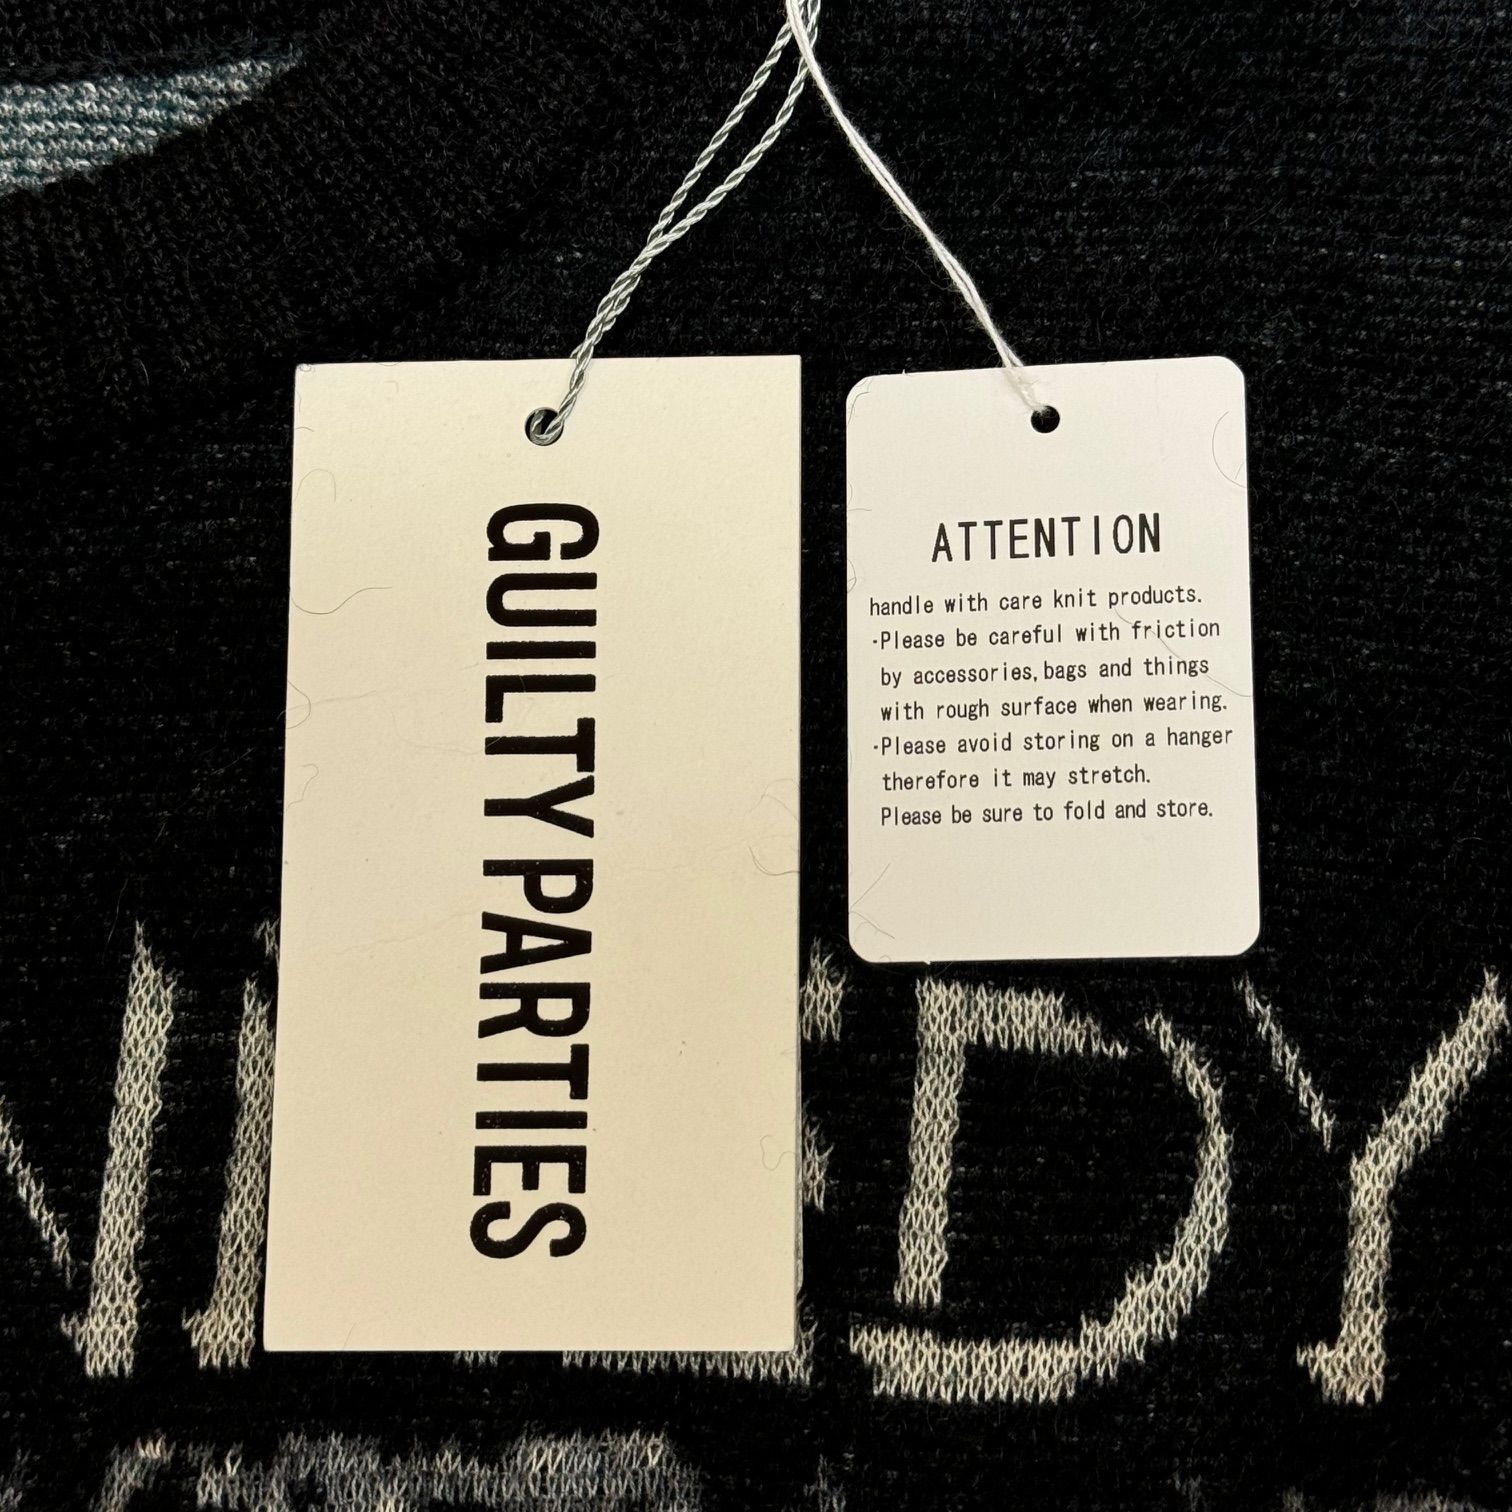 GUILTY PARTIES
ATTENTION
handle with care knit products.
·Please be careful with friction
by accessories,bags and things
with rough surface when wearing.
·Please avoid storing on a hanger
therefore it may stretch.
Please be sure to fold and store.
DY